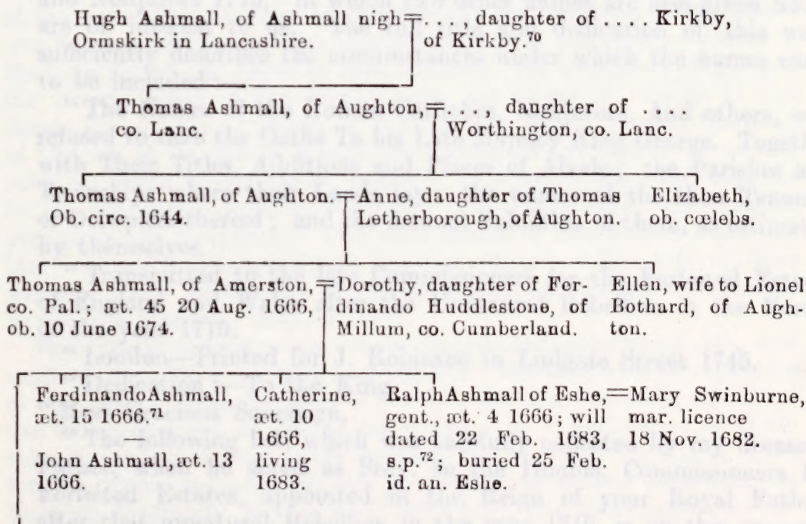 Hugh Ashmall, of Ashmall nigh=. . . ., daughter of . . . . Kirkby,
Ormskirk in Lancashire. of Kirkby.70
Thomas Ashmall, of Aughton,=. . ., daughter of . . .
co. Lanc. Worthington, co. Lanc.
Thomas Ashmall, of Aughton.=Anne, daughter of Thomas Elizabeth,
Ob. circ. 1644. Letherborough, of Aughton. ob. cœlebs.
Thomas Ashmall, of Amerston,=Dorothy, daughter of Fer- Ellen, wife to Lionel
co. Pal.; æt. 45 20 Aug. 1666, dinando Huddlestone, of Bothard, of Augh-
ob. 10 June 1674. Millum, co. Cumberland. ton.
Ferdinando Ashmall,
æt. 15 1666.71
John Ashmall, æt. 13
1666.
Catherine,
æt. 10
1666,
living
1683.
Ralph Ashmall of Eshe,=Mary Swinburne,
gent., æt. 4 1666; will mar. licence
dated 22 Feb. 1683, 18 Nov. 1682.
s.p.72- buried 25 Feb.
id. an. Eshe.